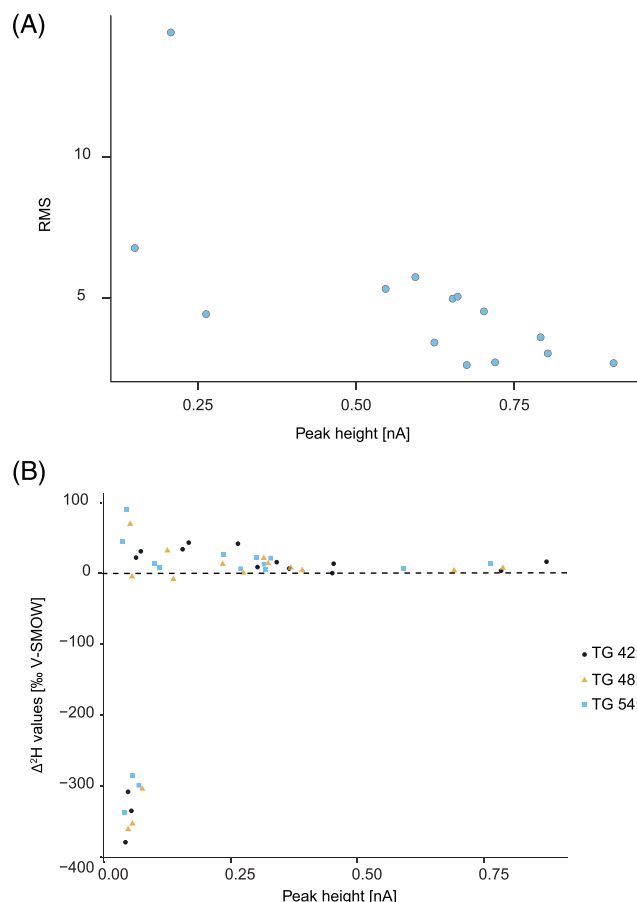 (A)
10
5
RMS
0.25 0.50 0.75
Peak height [nA]
(B)
100
0
−100
−200
−300
−400
Δ²H values [‰ V-SMOW]
TG 42:
TG 48:
TG 54:
0.00 0.25 0.50 0.75
Peak height [nA]